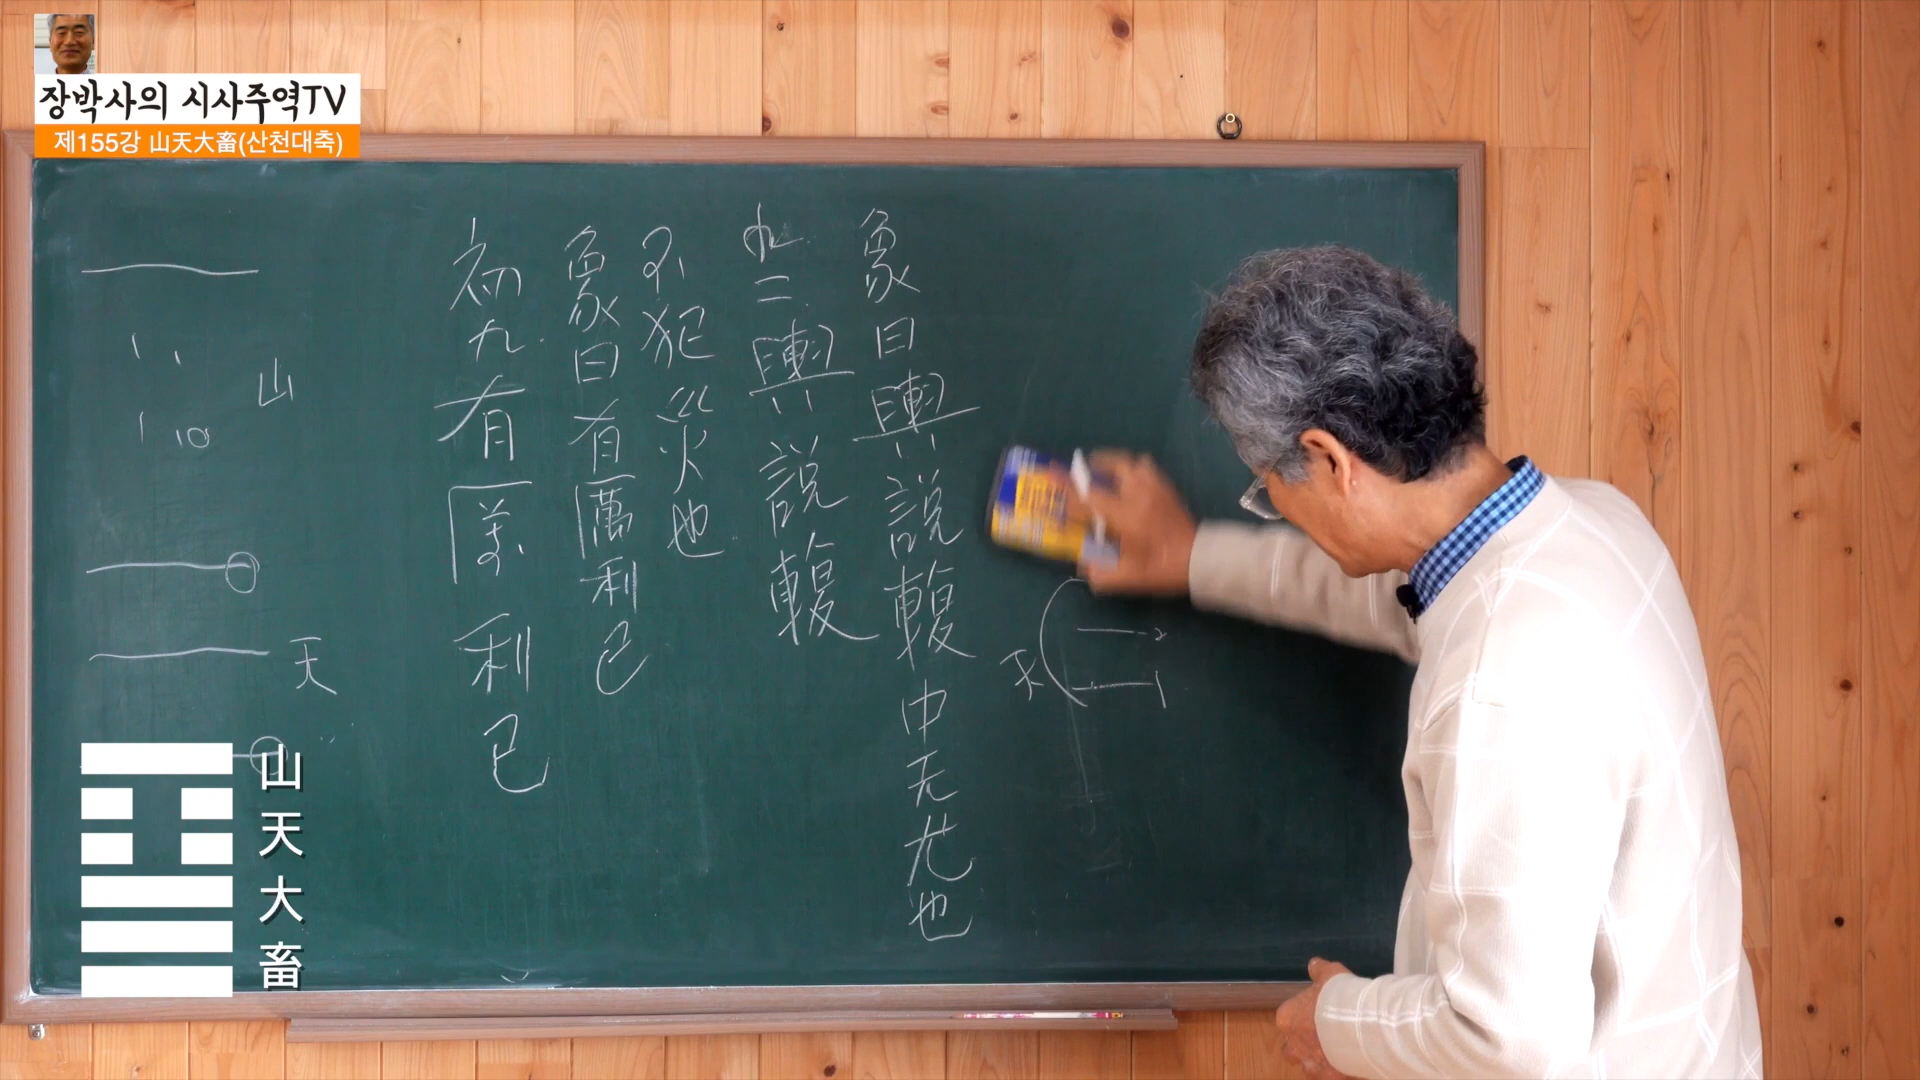 장박사의 시사주역TV
제155강 山天大畜(산천대축)
山
天
初九.有厲利已
象曰有厲利已
不犯災也
九二.輿說輹
象曰輿說輹中无尤也
天
2
1
10
山天大畜